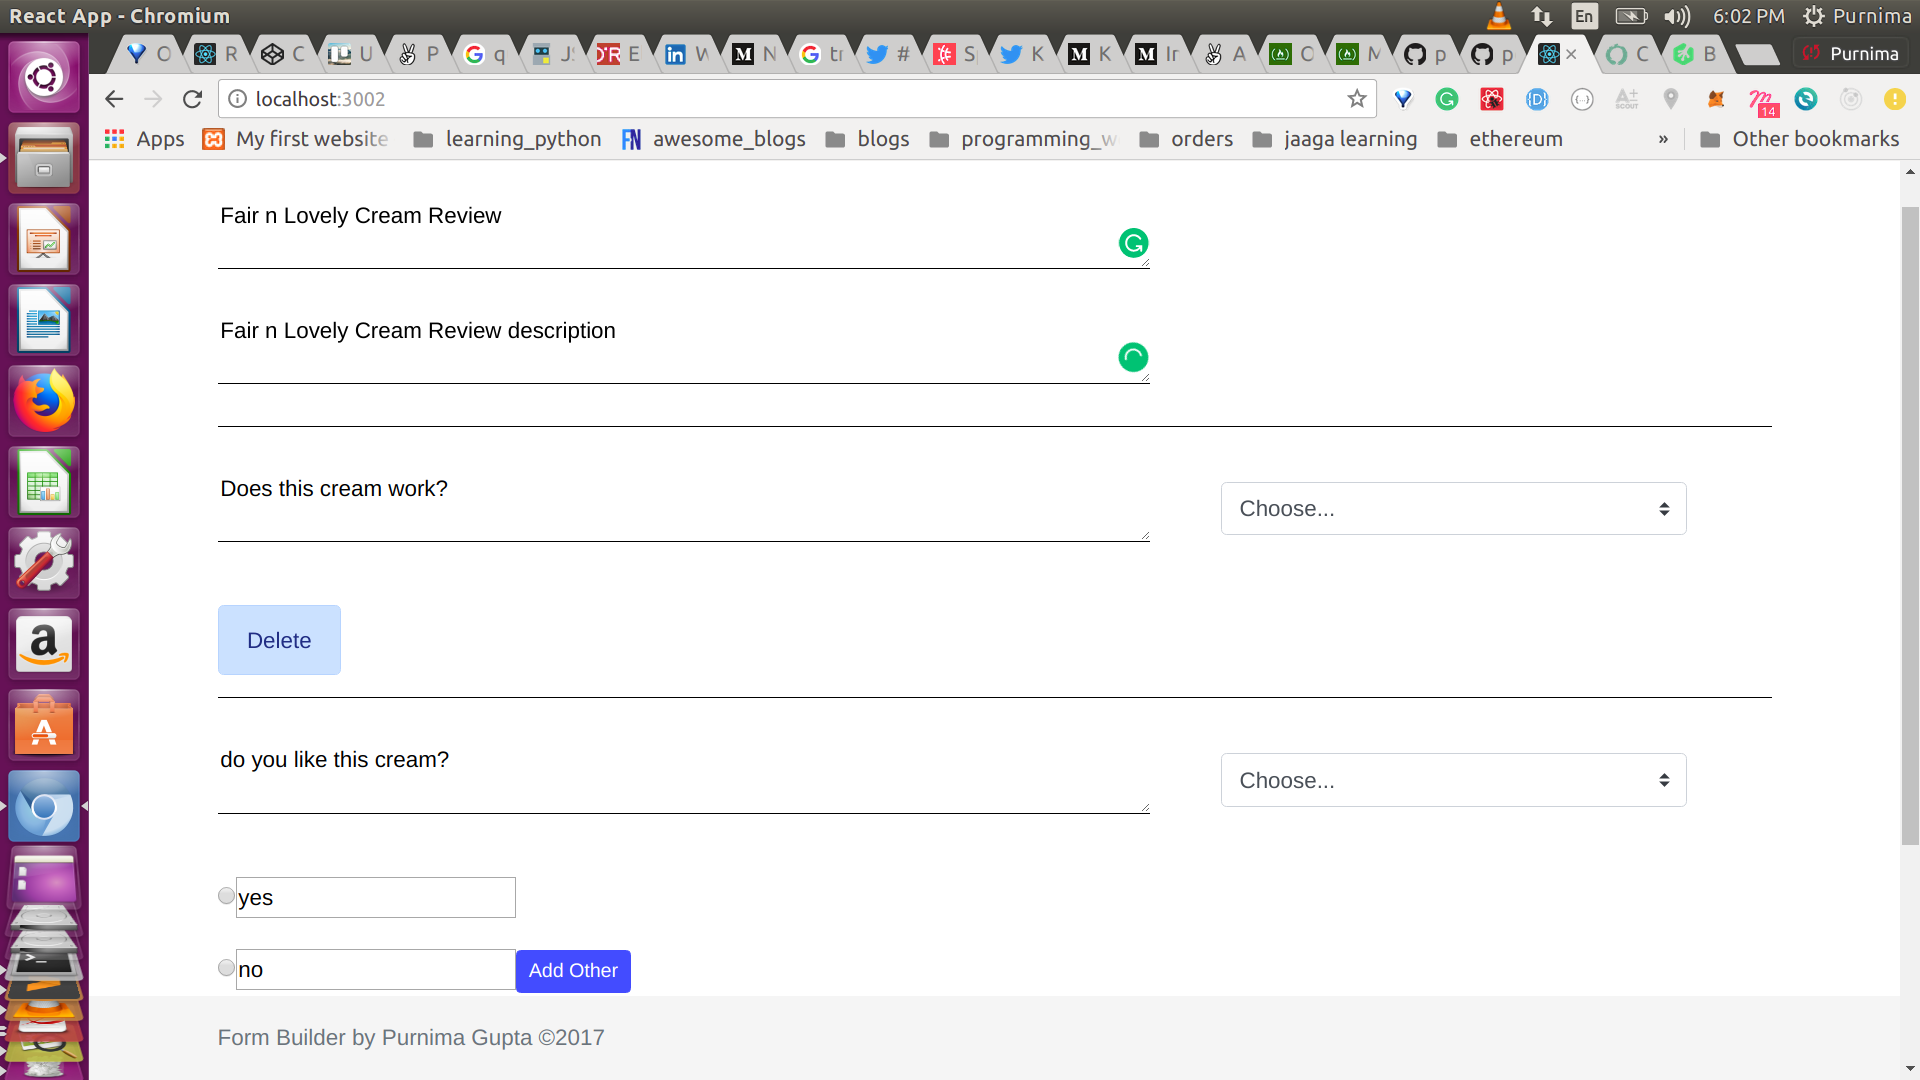 React App - Chromium
En
6:02 PM
Purnima
O
R
C
U
P
q
J
E
W
N
tr
#
S
K
K
Ir
A
C
M
p
p
C
B
Purnima
localhost:3002
14
Apps
My first website
learning_python
awesome_blogs
blogs
programming_w
orders
jaaga learning
ethereum
»
Other bookmarks
Fair n Lovely Cream Review
Fair n Lovely Cream Review description
Does this cream work?
Choose...
Delete
do you like this cream?
Choose...
yes
no
Add Other
Form Builder by Purnima Gupta ©2017